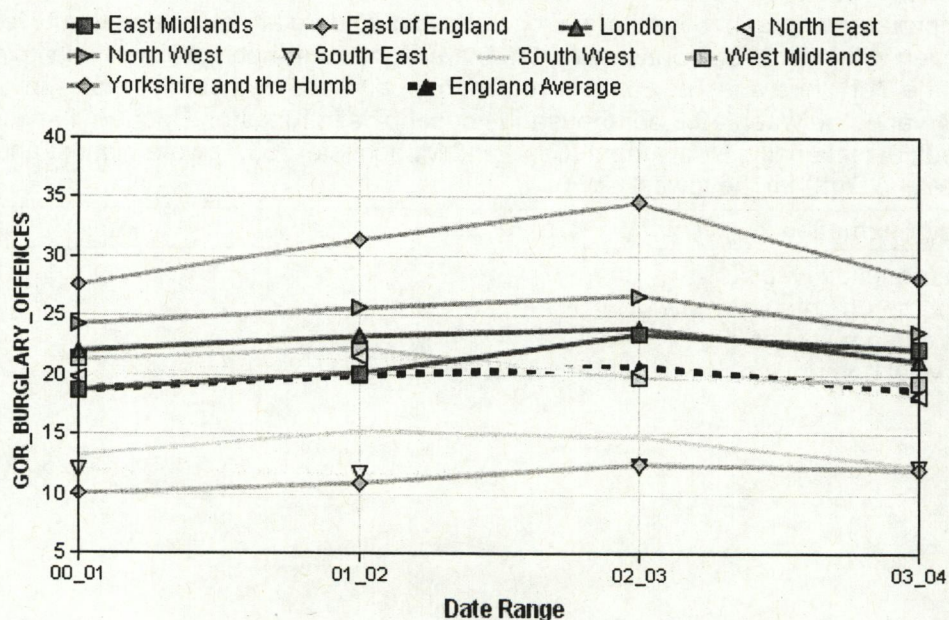 East Midlands East of England London North East
North West South East South West West Midlands
Yorkshire and the Humb England Average
GOR_BURGLARY_OFFENCES
40
35
30
25
20
15
10
5
00_01 01_02 02_03 03_04
Date Range